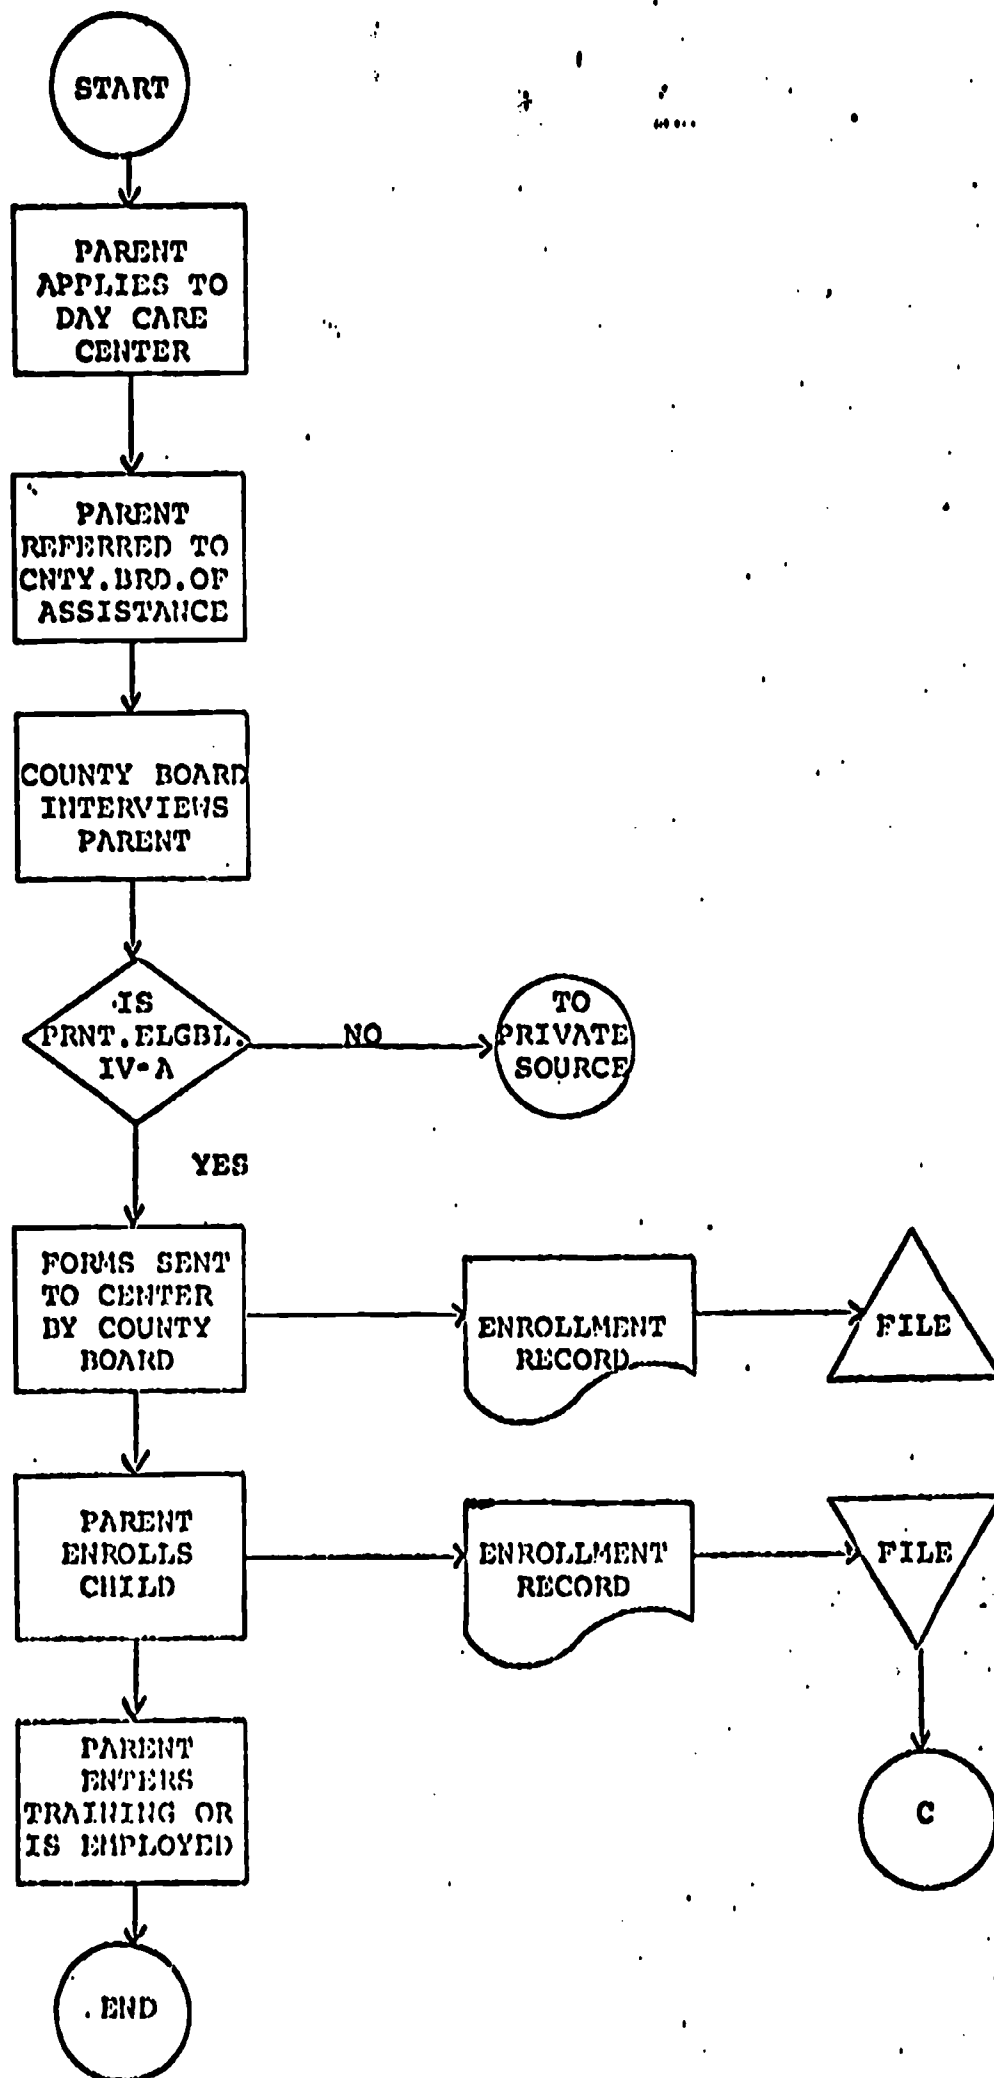 START
PARENT
APPLIES TO
DAY CARE
CENTER
PARENT
REFERRED TO
CNTY.BRD.OF
ASSISTANCE
COUNTY BOARD
INTERVIEWS
PARENT
IS
PRNT.ELGBL.
IV-A
NO
TO
PRIVATE
SOURCE
YES
FORMS SENT
TO CENTER
BY COUNTY
BOARD
ENROLLMENT
RECORD
FILE
PARENT
ENROLLS
CHILD
ENROLLMENT
RECORD
FILE
PARENT
ENTERS
TRAINING OR
IS EMPLOYED
C
END